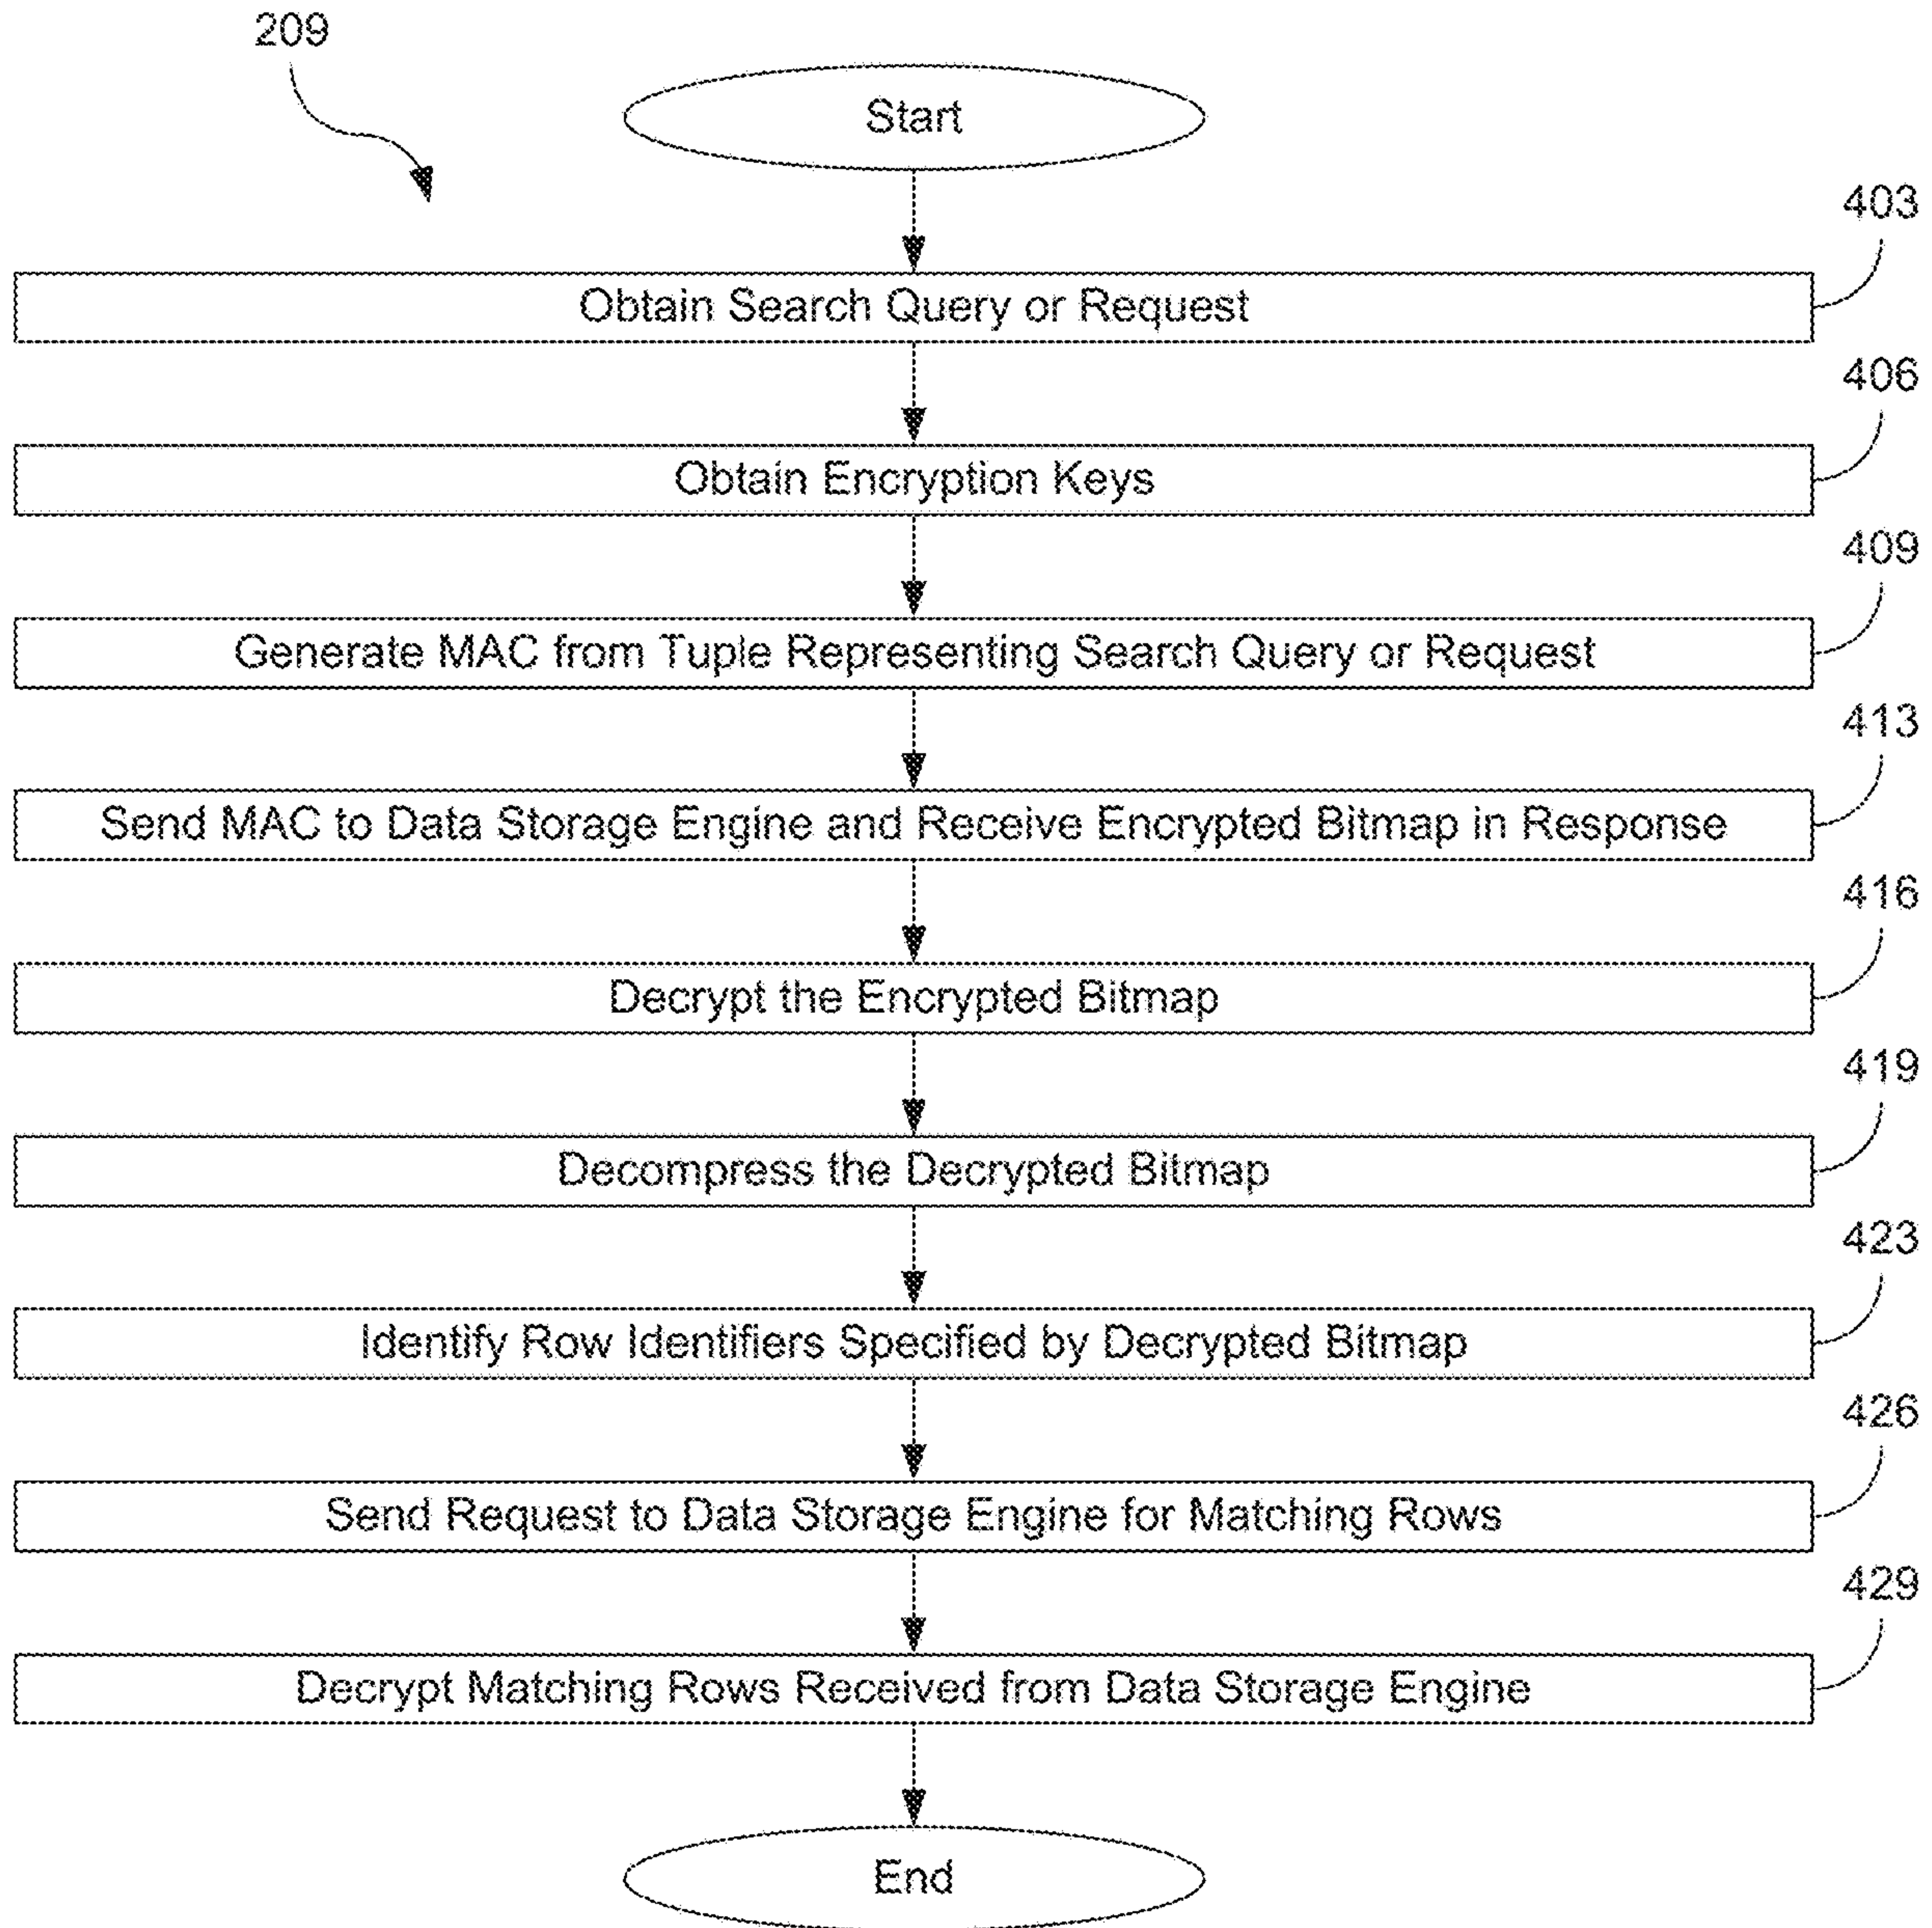 209
Start
403
Obtain Search Query or Request
406
Obtain Encryption Keys
409
Generate MAC from Tuple Representing Search Query or Request
413
Send MAC to Data Storage Engine and Receive Encrypted Bitmap in Response
416
Decrypt the Encrypted Bitmap
419
Decompress the Decrypted Bitmap
423
Identify Row Identifiers Specified by Decrypted Bitmap
426
Send Request to Data Storage Engine for Matching Rows
429
Decrypt Matching Rows Received from Data Storage Engine
End